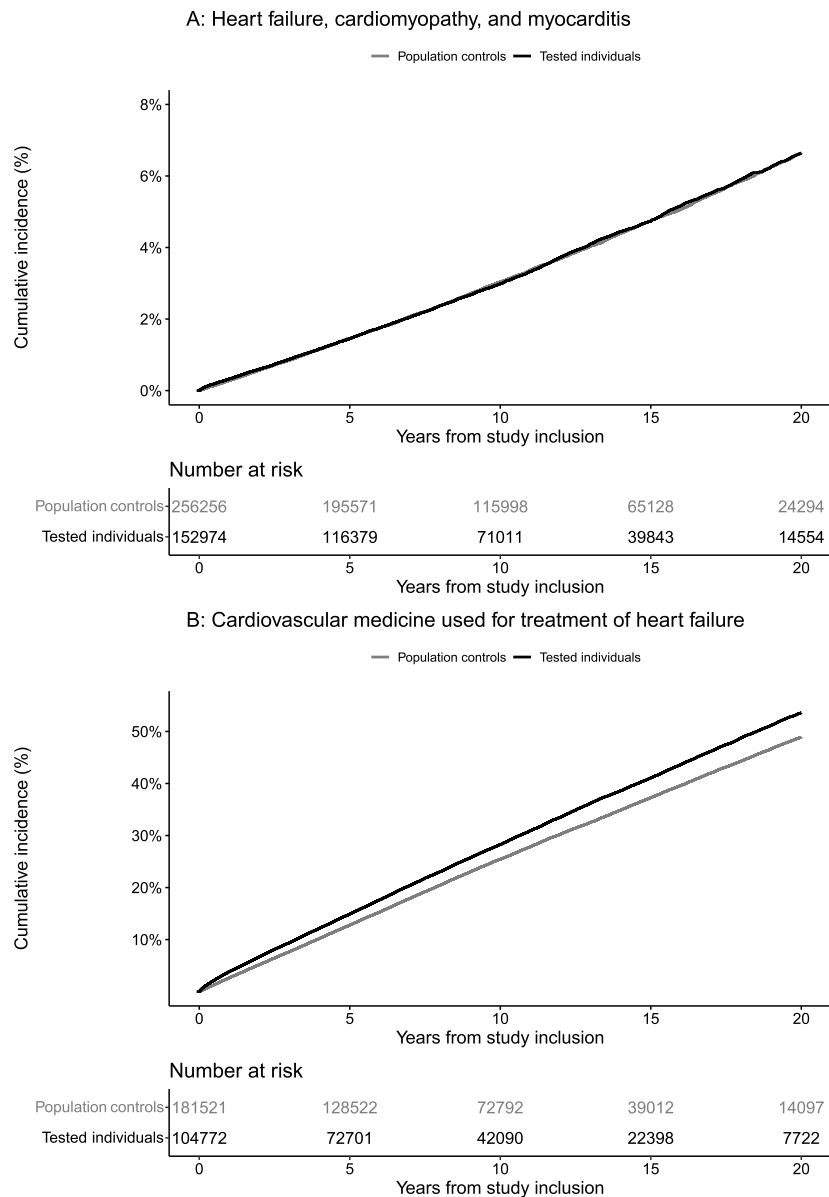 A: Heart failure, cardiomyopathy, and myocarditis
Population controls Tested individuals
Cumulative incidence (%)
8%
6%
4%
2%
0%
0 5 10 15 20
Years from study inclusion
Number at risk
Population controls 256256 195571 115998 65128 24294
Tested individuals 152974 116379 71011 39843 14554
0 5 10 15 20
Years from study inclusion
B: Cardiovascular medicine used for treatment of heart failure
Population controls Tested individuals
Cumulative incidence (%)
50%
40%
30%
20%
10%
0 5 10 15 20
Years from study inclusion
Number at risk
Population controls 181521 128522 72792 39012 14097
Tested individuals 104772 72701 42090 22398 7722
0 5 10 15 20
Years from study inclusion